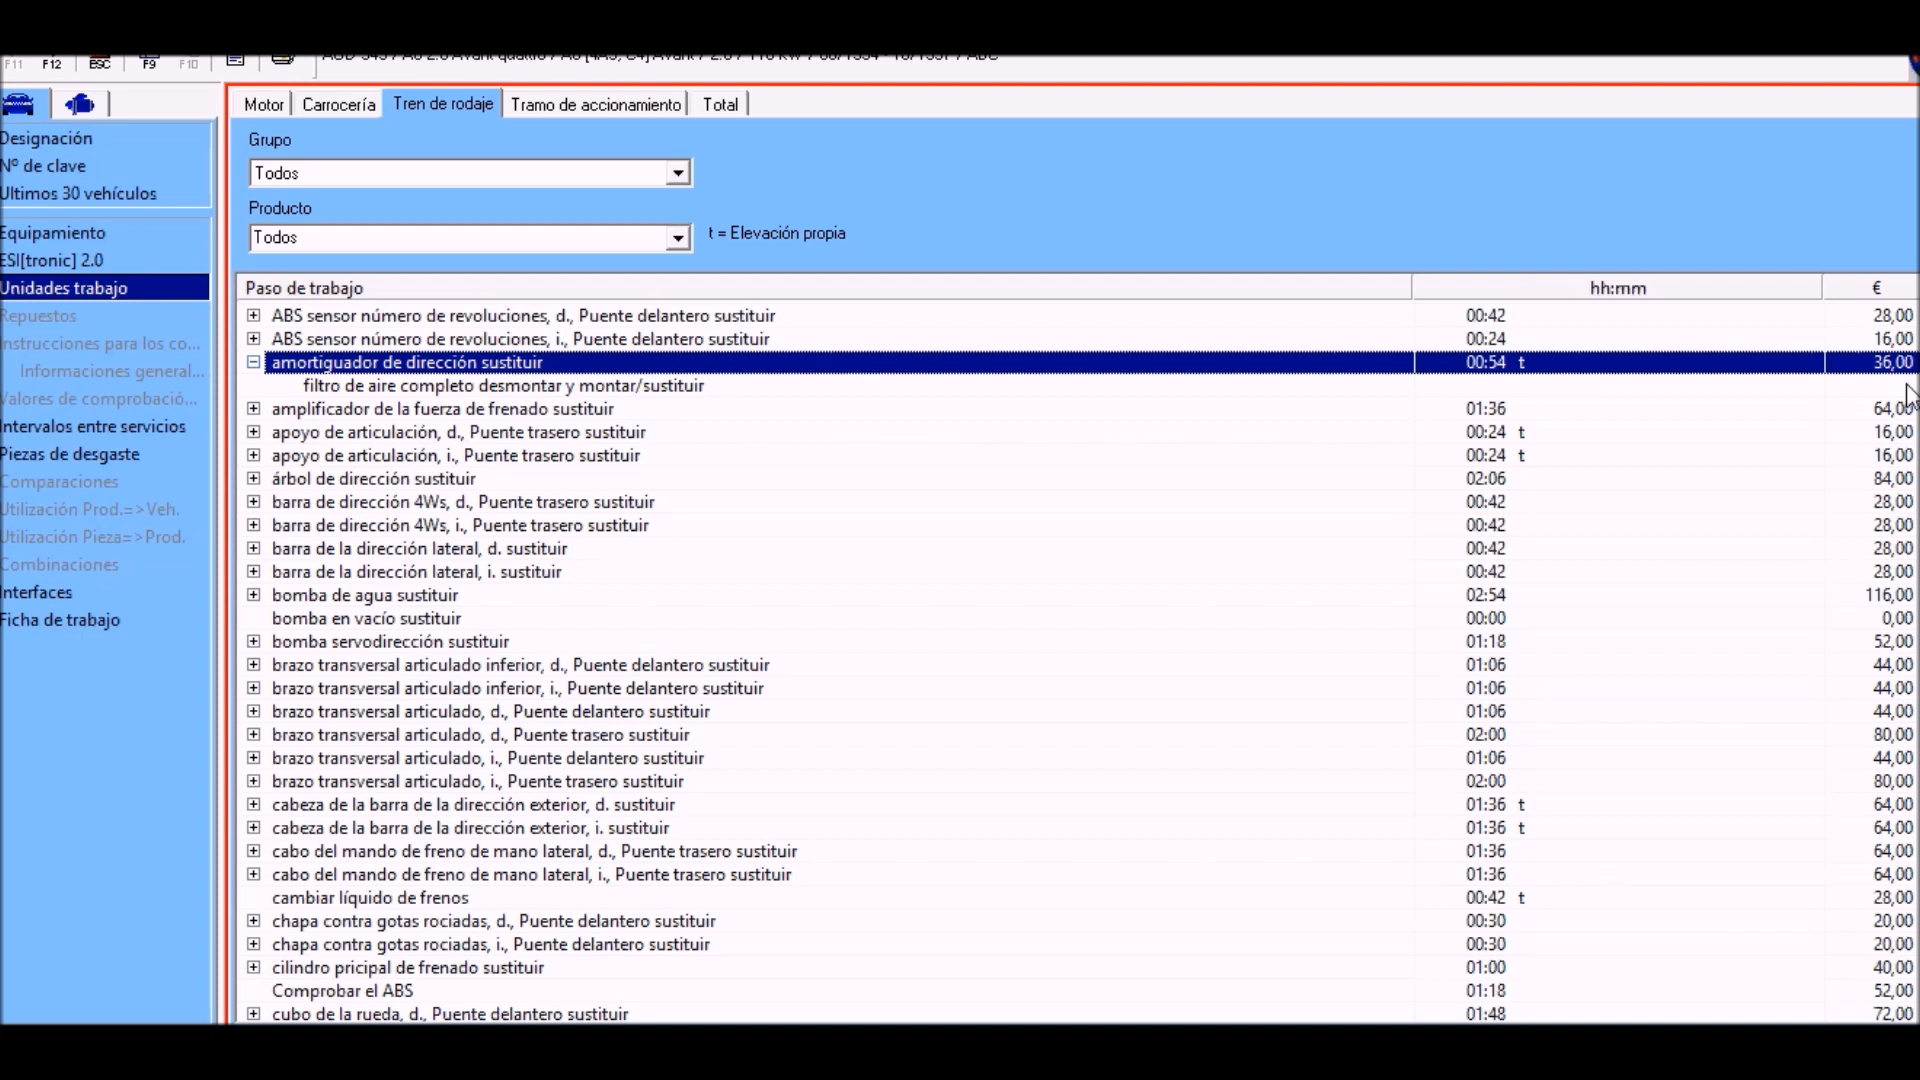 F11 F12 ESC F9 F10
Motor Carrocería Tren de rodaje Tramo de accionamiento Total
Designación
Nº de clave
Ultimos 30 vehículos
Equipamiento
ESI[tronic] 2.0
Unidades trabajo
Repuestos
nstrucciones para los co...
Informaciones general...
Valores de comprobació...
ntervalos entre servicios
Piezas de desgaste
Comparaciones
Utilización Prod.=>Veh.
Utilización Pieza=>Prod.
Combinaciones
nterfaces
Ficha de trabajo
Grupo
Todos
Producto
Todos t = Elevación propia
Paso de trabajo hh:mm €
ABS sensor número de revoluciones, d., Puente delantero sustituir 00:42 28,00
ABS sensor número de revoluciones, i., Puente delantero sustituir 00:24 16,00
amortiguador de dirección sustituir 00:54 t 36,00
filtro de aire completo desmontar y montar/sustituir
amplificador de la fuerza de frenado sustituir 01:36 64,00
apoyo de articulación, d., Puente trasero sustituir 00:24 t 16,00
apoyo de articulación, i., Puente trasero sustituir 00:24 t 16,00
árbol de dirección sustituir 02:06 84,00
barra de dirección 4Ws, d., Puente trasero sustituir 00:42 28,00
barra de dirección 4Ws, i., Puente trasero sustituir 00:42 28,00
barra de la dirección lateral, d. sustituir 00:42 28,00
barra de la dirección lateral, i. sustituir 00:42 28,00
bomba de agua sustituir 02:54 116,00
bomba en vacío sustituir 00:00 0,00
bomba servodirección sustituir 01:18 52,00
brazo transversal articulado inferior, d., Puente delantero sustituir 01:06 44,00
brazo transversal articulado inferior, i., Puente delantero sustituir 01:06 44,00
brazo transversal articulado, d., Puente delantero sustituir 01:06 44,00
brazo transversal articulado, d., Puente trasero sustituir 02:00 80,00
brazo transversal articulado, i., Puente delantero sustituir 01:06 44,00
brazo transversal articulado, i., Puente trasero sustituir 02:00 80,00
cabeza de la barra de la dirección exterior, d. sustituir 01:36 t 64,00
cabeza de la barra de la dirección exterior, i. sustituir 01:36 t 64,00
cabo del mando de freno de mano lateral, d., Puente trasero sustituir 01:36 64,00
cabo del mando de freno de mano lateral, i., Puente trasero sustituir 01:36 64,00
cambiar líquido de frenos 00:42 t 28,00
chapa contra gotas rociadas, d., Puente delantero sustituir 00:30 20,00
chapa contra gotas rociadas, i., Puente delantero sustituir 00:30 20,00
cilindro pricipal de frenado sustituir 01:00 40,00
Comprobar el ABS 01:18 52,00
cubo de la rueda, d., Puente delantero sustituir 01:48 72,00